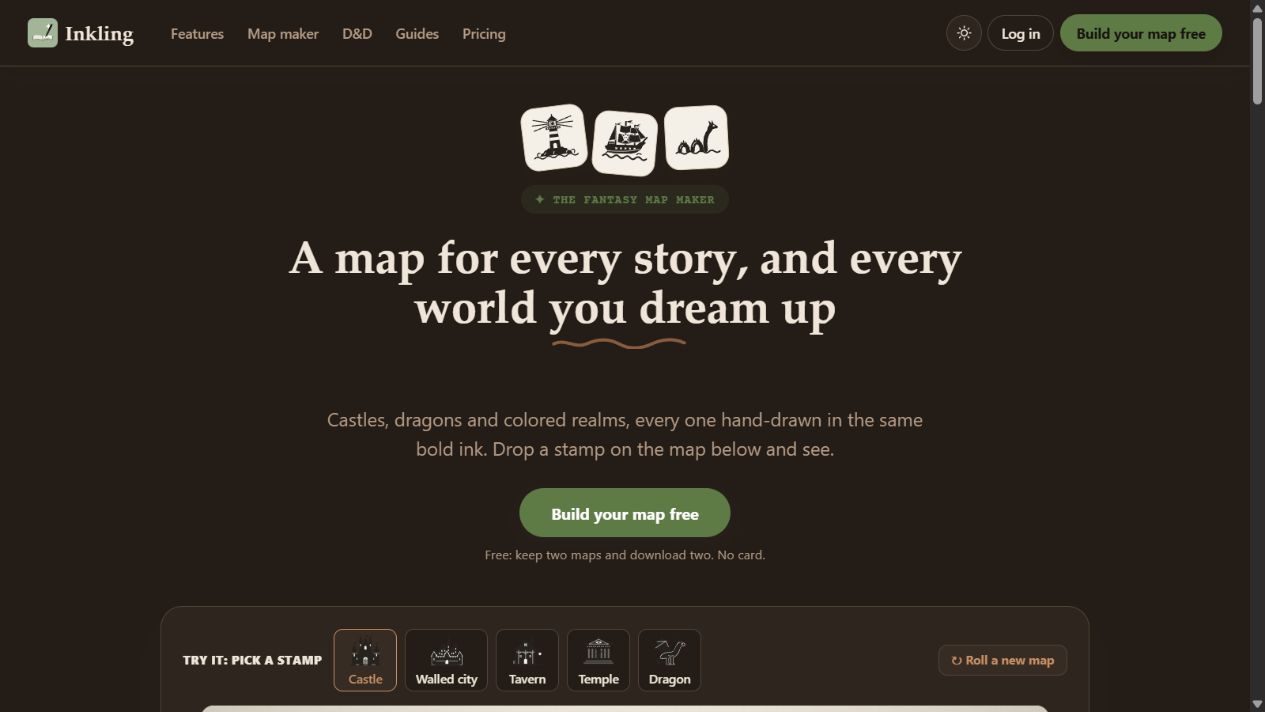 Inkling
Features
Map maker
D&D
Guides
Pricing
Log in
Build your map free
✦ THE FANTASY MAP MAKER
A map for every story, and every
world you dream up
Castles, dragons and colored realms, every one hand-drawn in the same
bold ink. Drop a stamp on the map below and see.
Build your map free
Free: keep two maps and download two. No card.
TRY IT: PICK A STAMP
Castle
Walled city
Tavern
Temple
Dragon
↻ Roll a new map